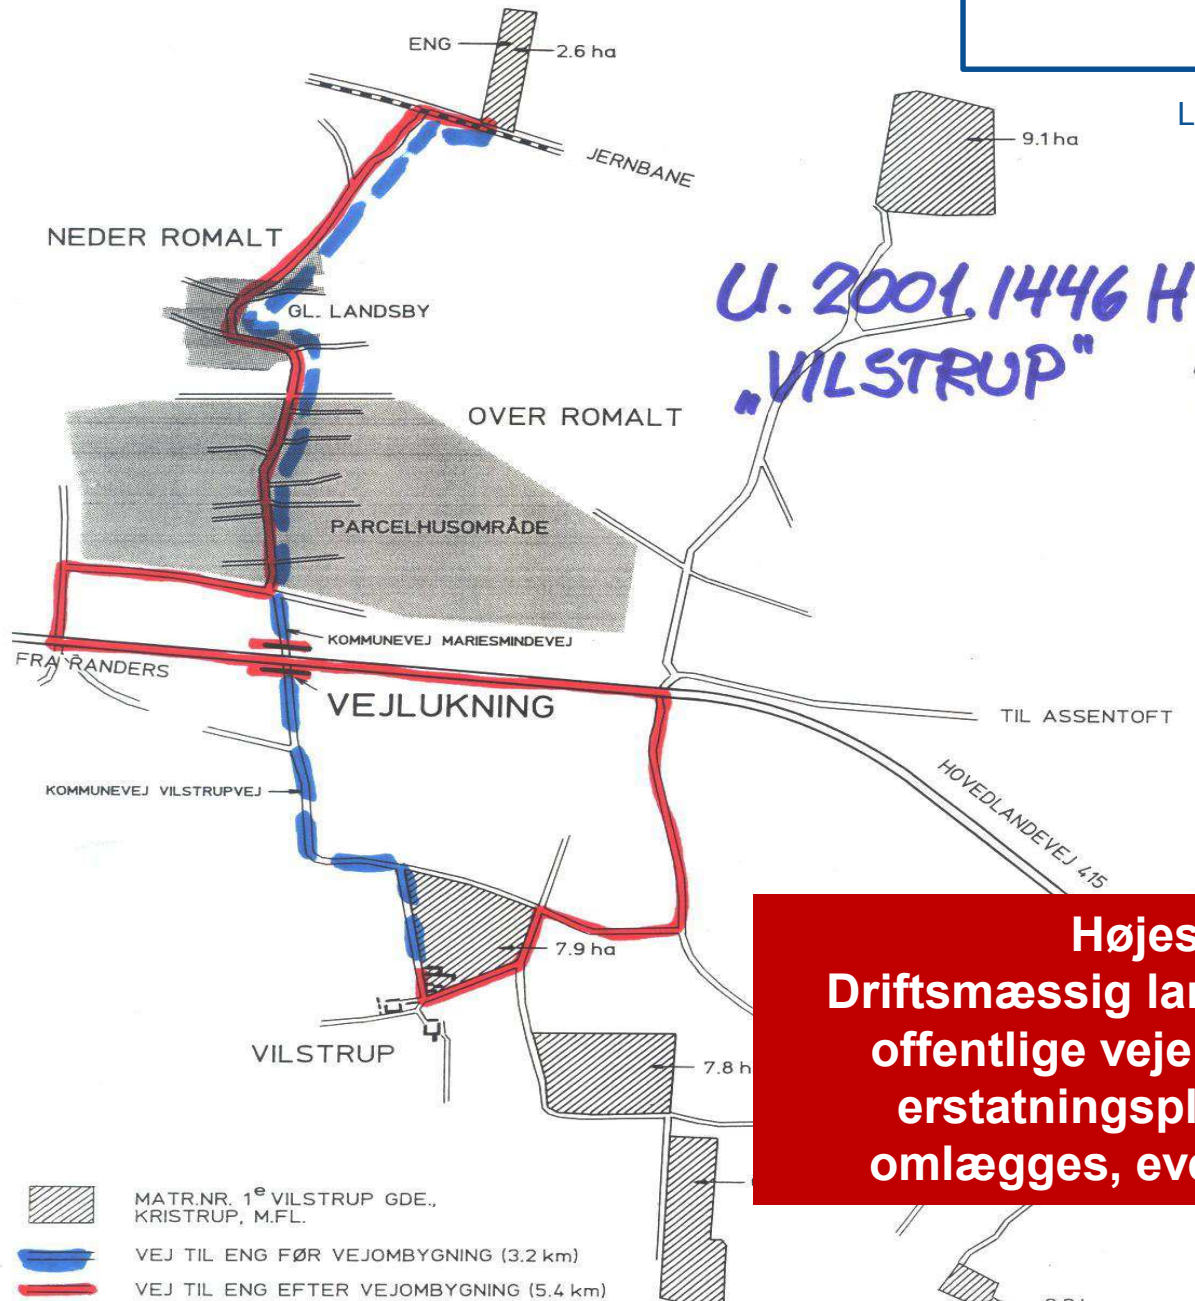 ENG
2.6 ha
L
9.1 ha
JERNBANE
NEDER ROMALT
U. 2001.1446 H
GL. LANDSBY
"VILSTRUP"
OVER ROMALT
PARCELHUSOMRÅDE
KOMMUNEVEJ MARIESMINDEVEJ
FRA RANDERS
VEJLUKNING
TIL ASSENTOFT
KOMMUNEVEJ VILSTRUPVEJ
HOVEDLANDEVEJ 415
7.9 ha
VILSTRUP
7.8 h
Højes
Driftsmæssig lar
offentlige veje
erstatningspl
omlægges, eve
MATR.NR. 1e VILSTRUP GDE.,
KRISTRUP, M.FL.
VEJ TIL ENG FØR VEJOMBYGNING (3.2 km)
VEJ TIL ENG EFTER VEJOMBYGNING (5.4 km)